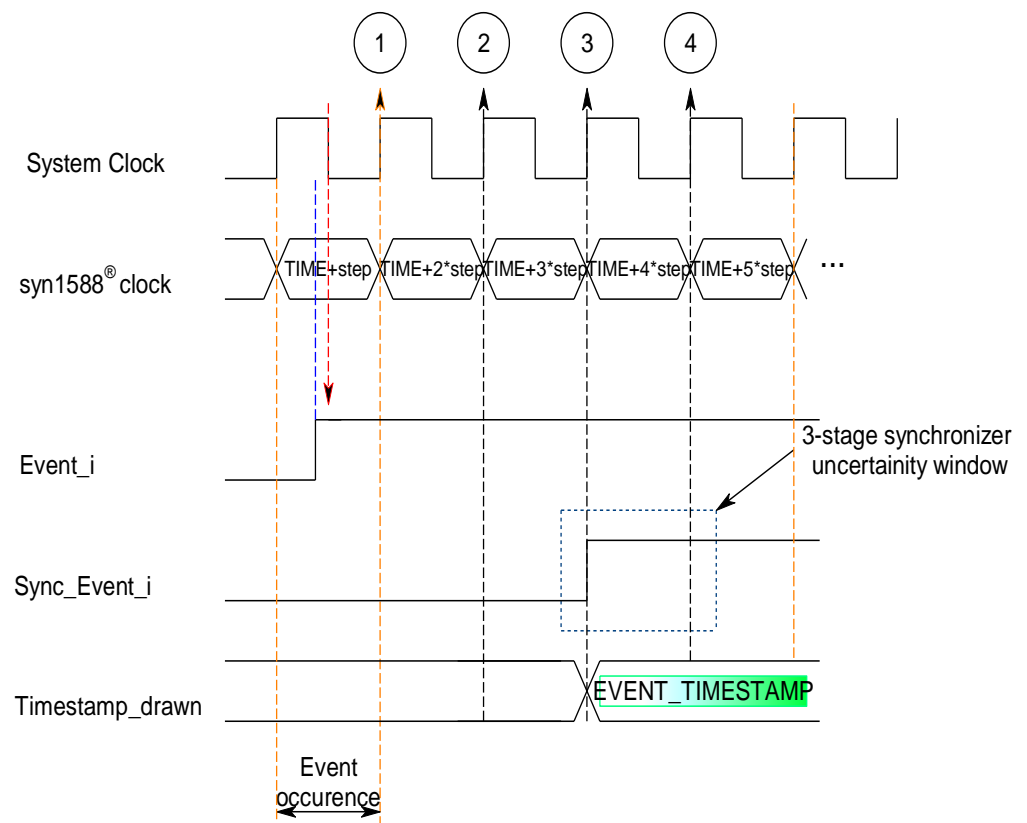 1 2 3 4
System Clock
syn1588® clock
TIME+step TIME+2*step TIME+3*step TIME+4*step TIME+5*step ...
Event_i
3-stage synchronizer
uncertainity window
Sync_Event_i
Timestamp_drawn
EVENT_TIMESTAMP
Event
occurence